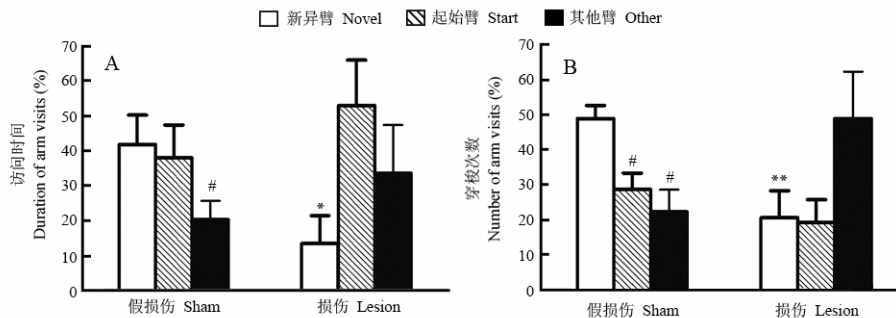 新异臂 Novel 起始臂 Start 其他臂 Other
A
访问时间
Duration of arm visits (%)
70
60
50
40
30
20
10
0
#
*
假损伤 Sham 损伤 Lesion
B
穿梭次数
Number of arm visits (%)
70
60
50
40
30
20
10
0
#
#
**
假损伤 Sham 损伤 Lesion